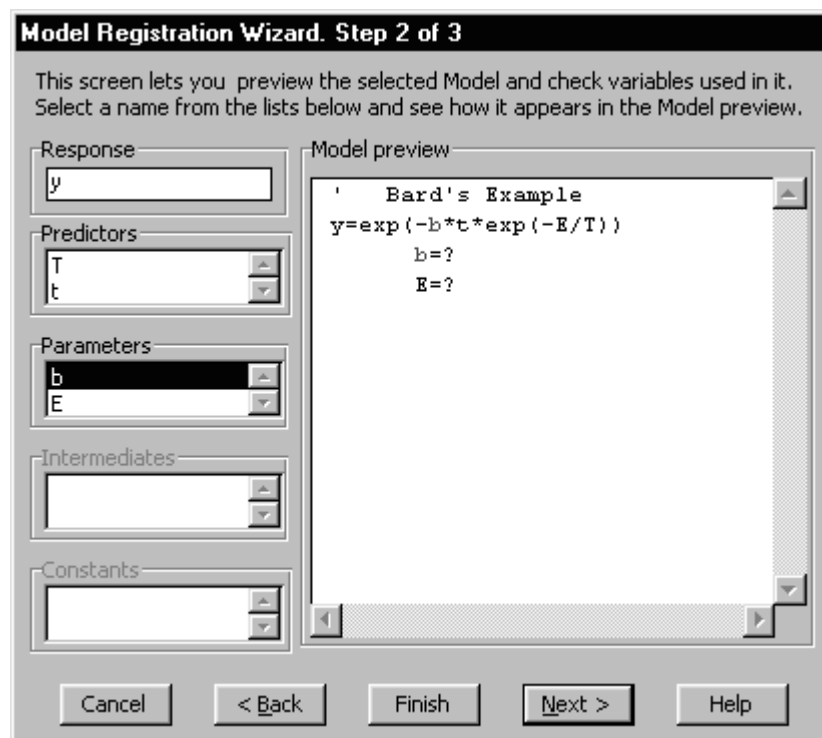 Model Registration Wizard. Step 2 of 3
This screen lets you preview the selected Model and check variables used in it.
Select a name from the lists below and see how it appears in the Model preview.
Response
y
Predictors
T
t
Parameters
b
E
Intermediates
Constants
Model preview
' Bard's Example
y=exp(-b*t*exp(-E/T))
b=?
E=?
Cancel
< Back
Finish
Next >
Help